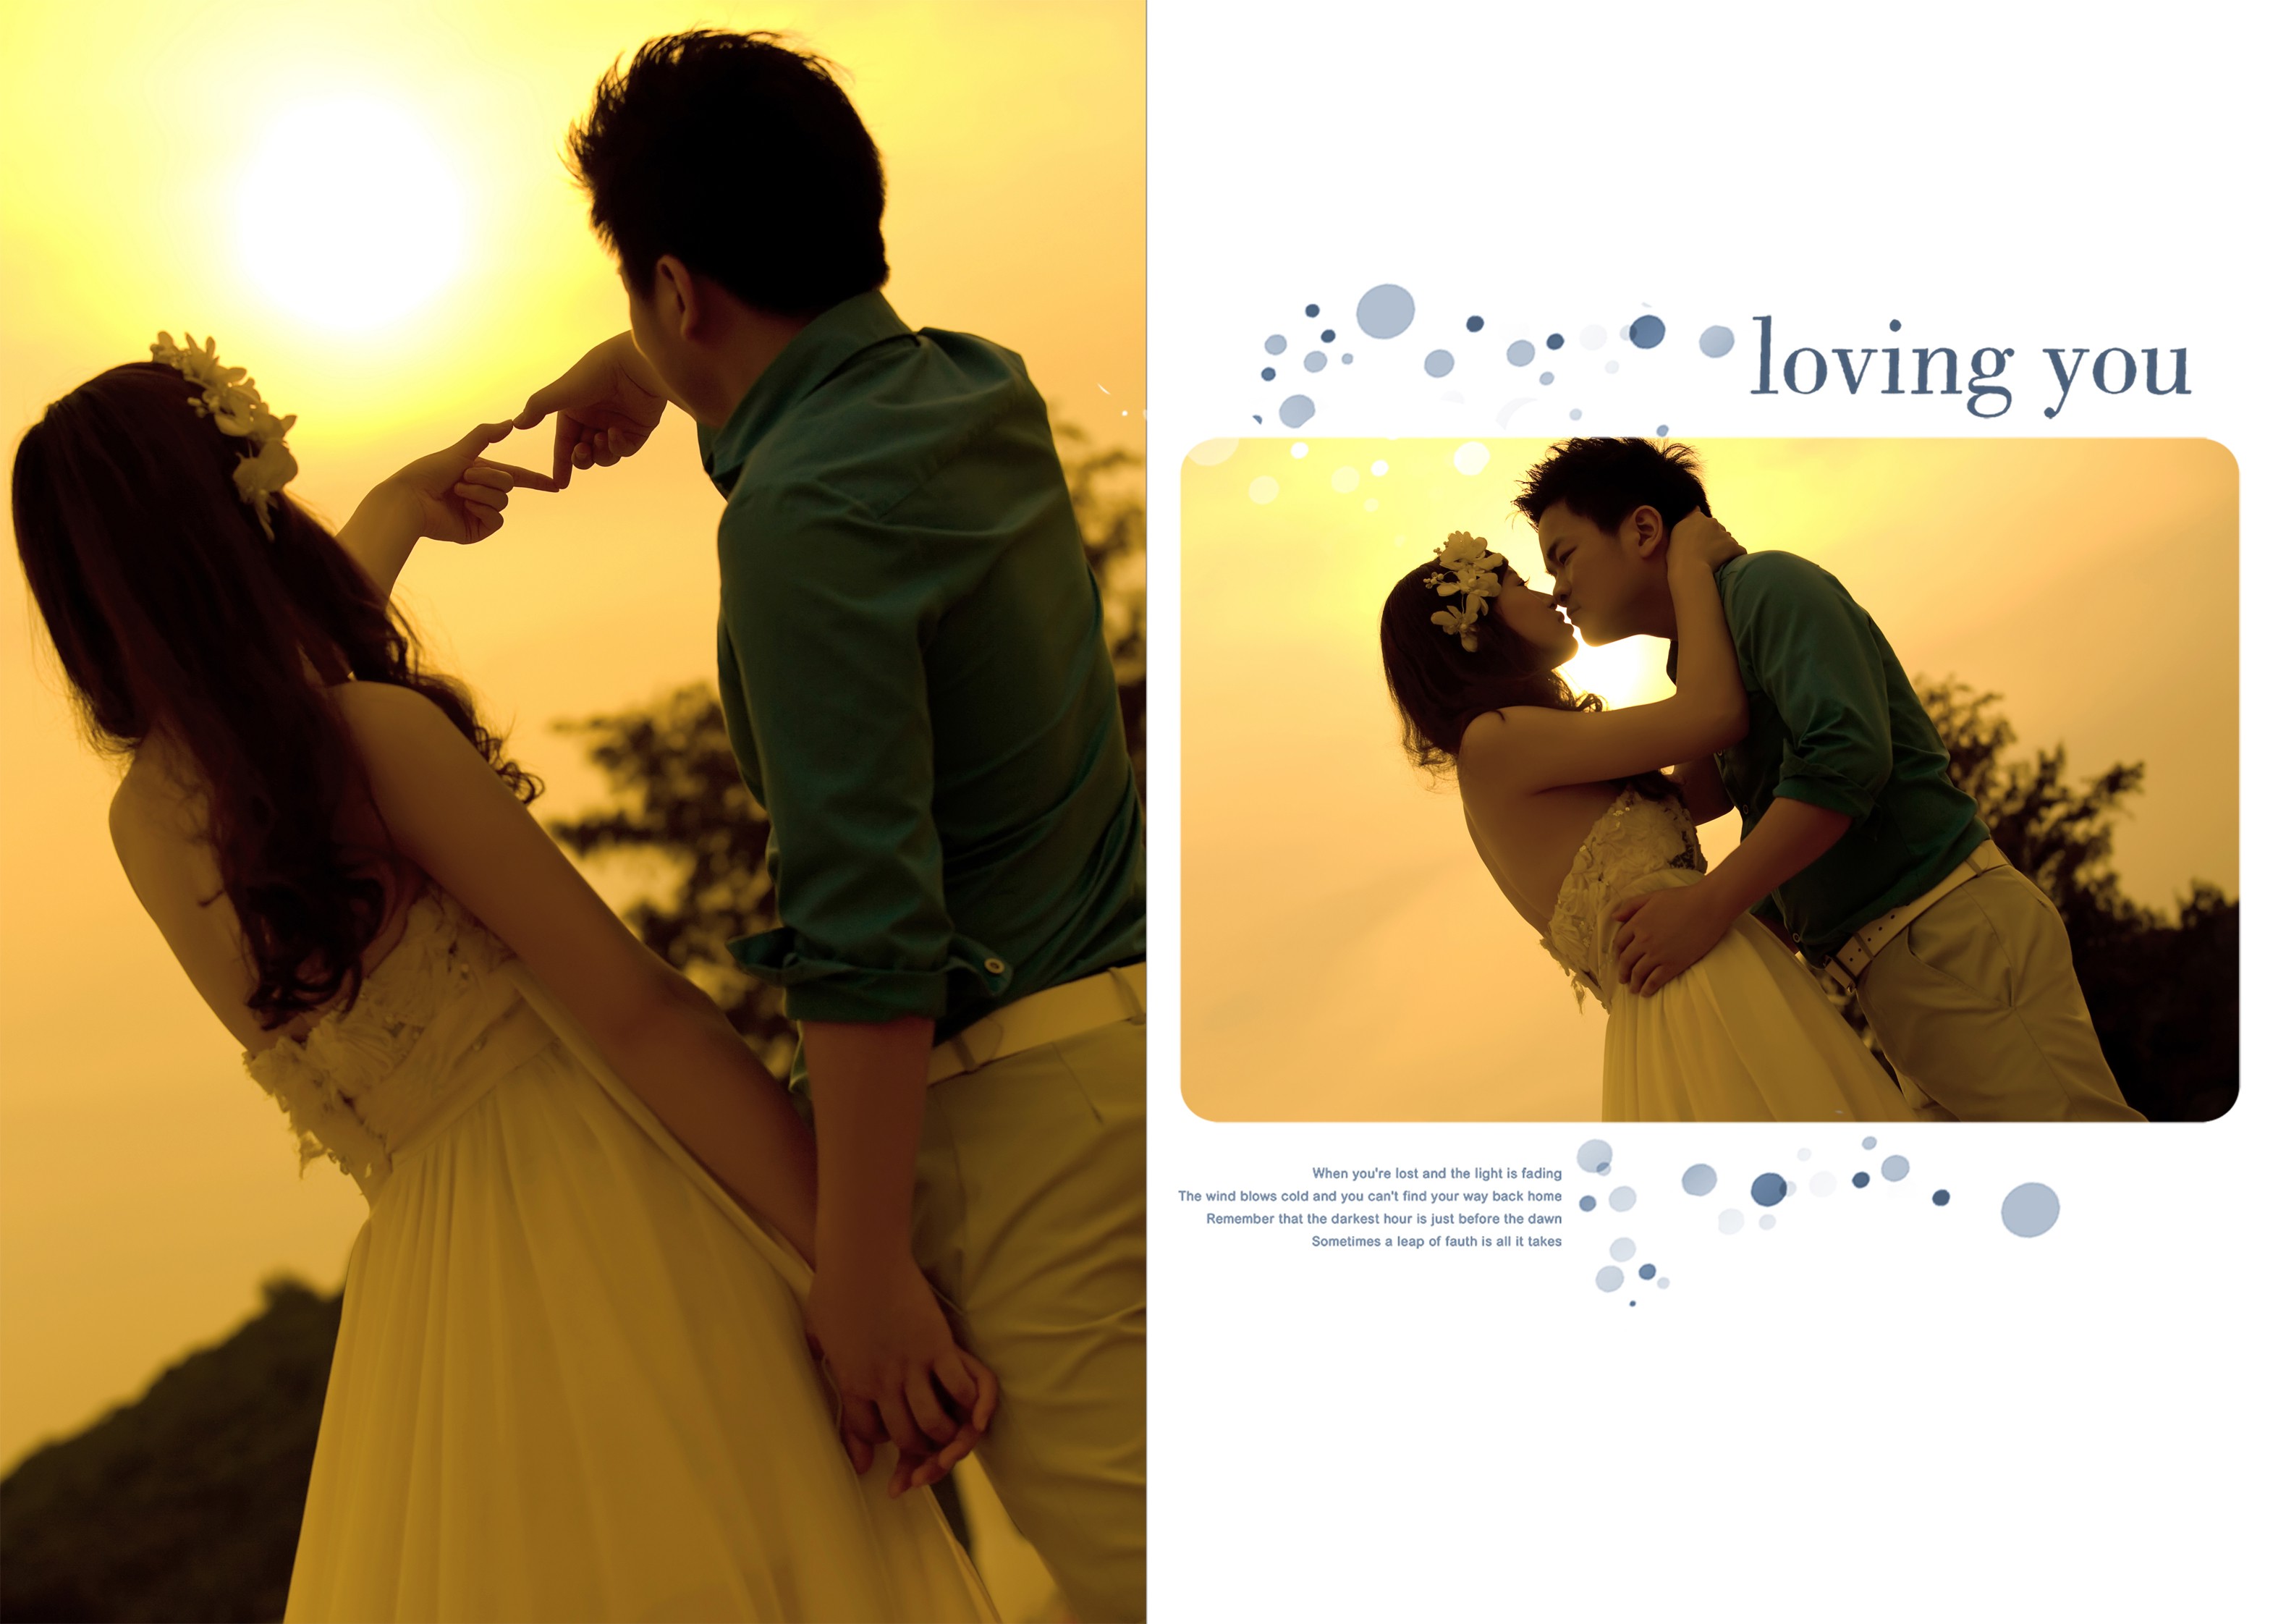 loving you
When you're lost and the light is fading
The wind blows cold and you can't find your way back home
Remember that the darkest hour is just before the dawn
Sometimes a leap of fauth is all it takes